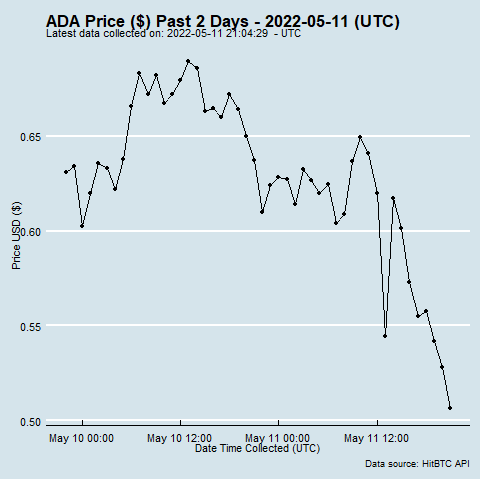 ADA Price ($) Past 2 Days - 2022-05-11 (UTC)
Latest data collected on: 2022-05-11 21:04:29  - UTC
Price USD ($)
0.65
0.60
0.55
0.50
May 10 00:00
May 10 12:00
May 11 00:00
May 11 12:00
Date Time Collected (UTC)
Data source: HitBTC API